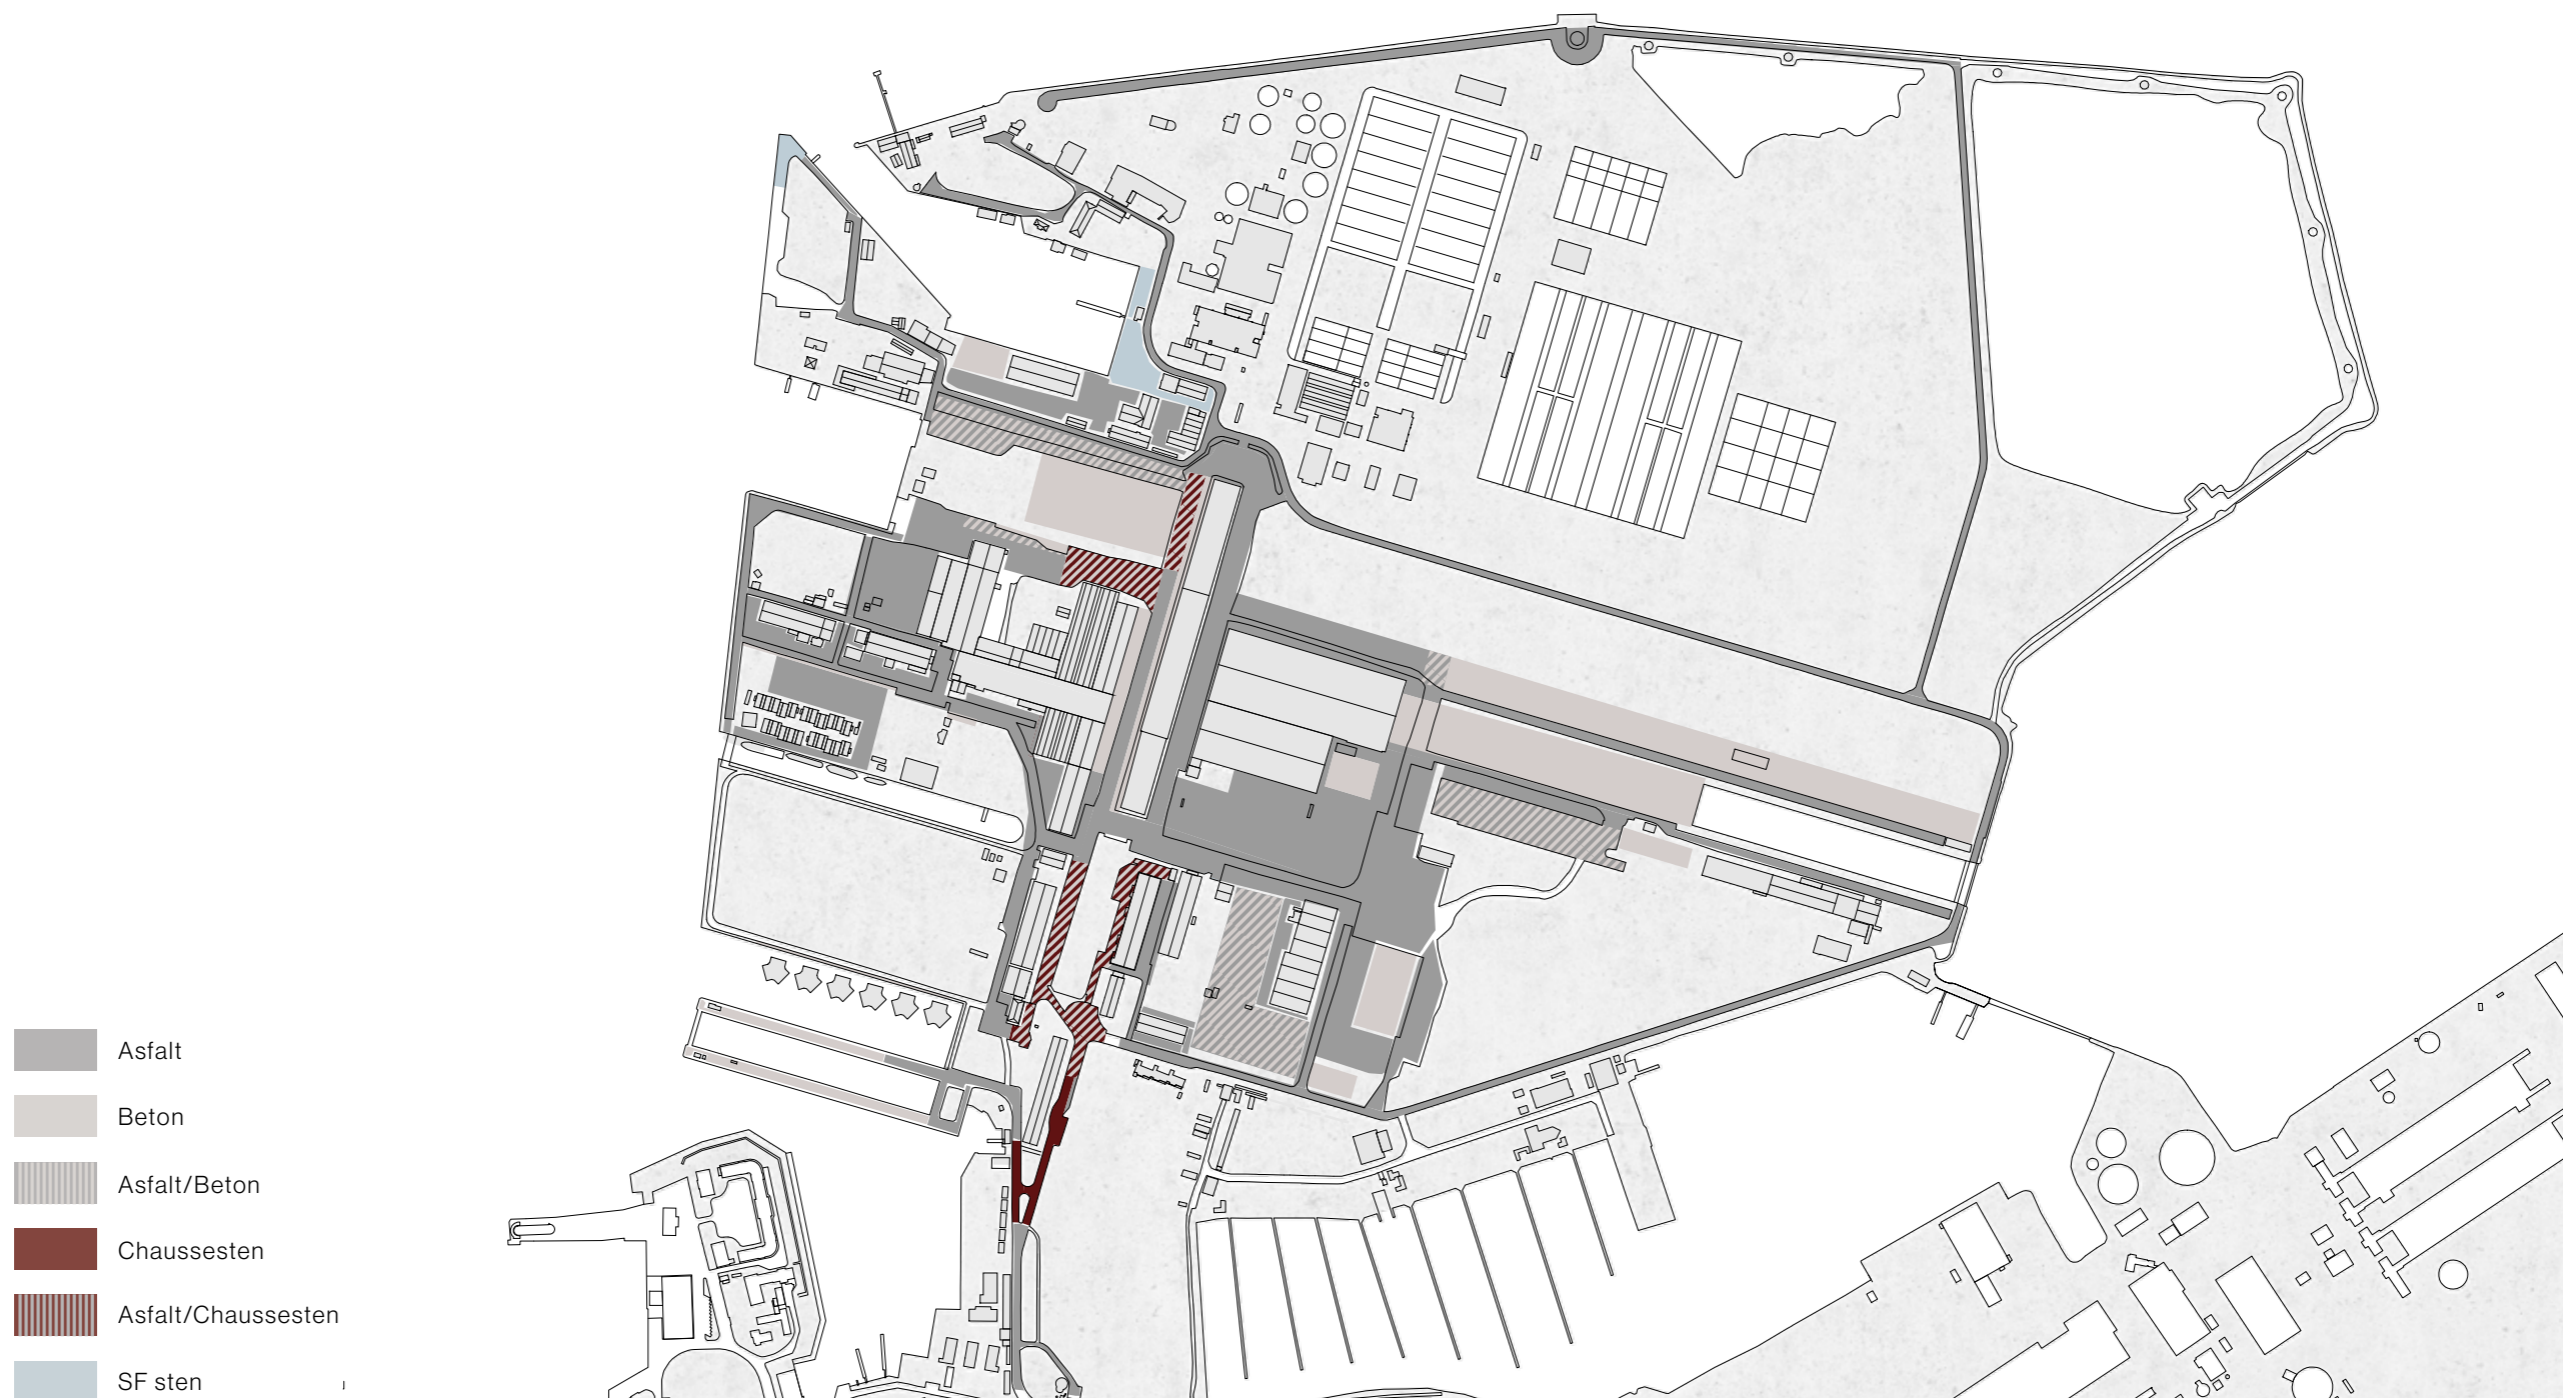 Asfalt
Beton
Asfalt/Beton
Chaussesten
Asfalt/Chaussesten
SF sten